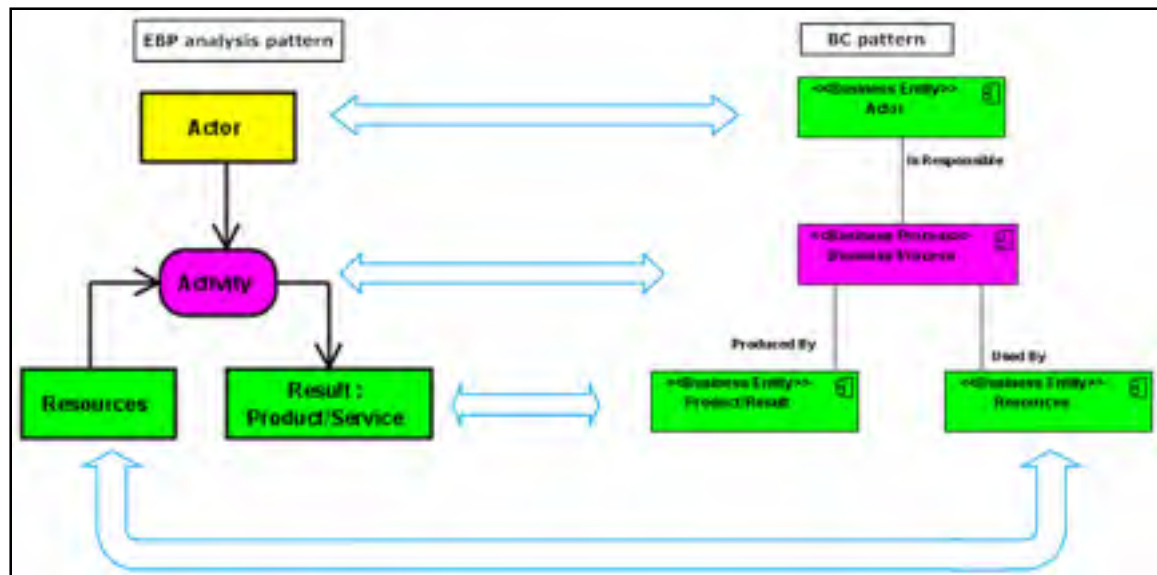 EBP analysis pattern
BC pattern
Actor
<<Business Entity>>
Actor
Is Responsible
Activity
<<Business Process>>
Business Process
Produced By
Used By
Resources
Result :
Product/Service
<<Business Entity>>
Product/Result
<<Business Entity>>
Resources